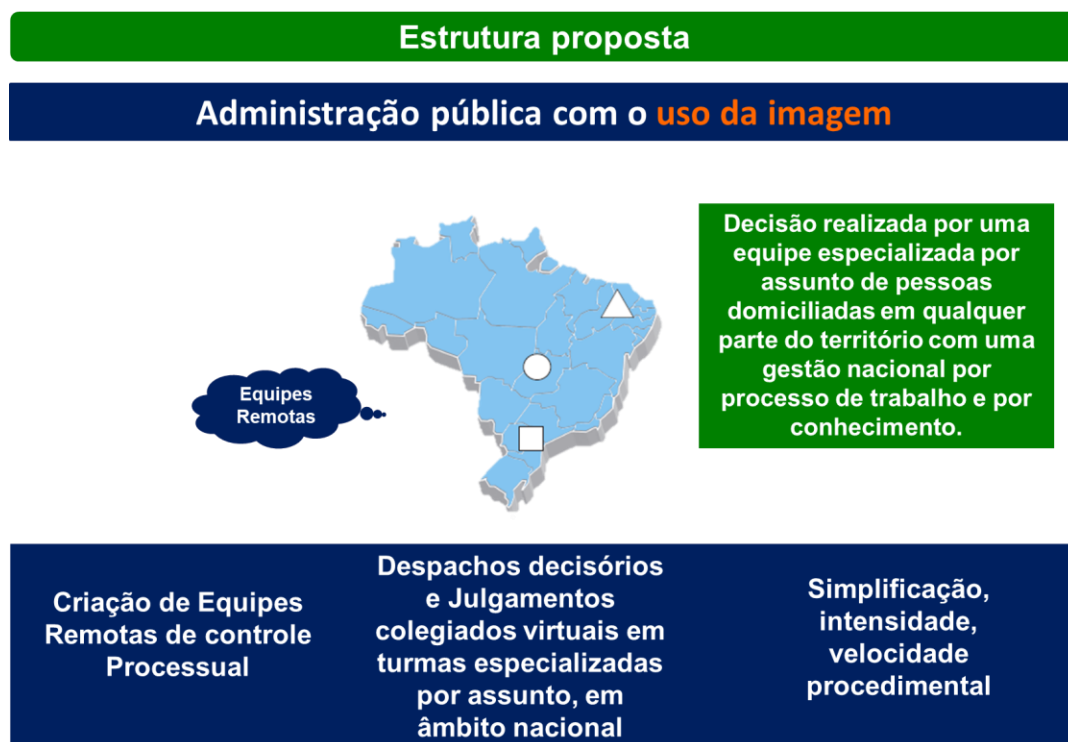 Estrutura proposta
Administração pública com o uso da imagem
Decisão realizada por uma
equipe especializada por
assunto de pessoas
domiciliadas em qualquer
parte do território com uma
gestão nacional por
processo de trabalho e por
conhecimento.
Equipes
Remotas
Criação de Equipes
Remotas de controle
Processual
Despachos decisórios
e Julgamentos
colegiados virtuais em
turmas especializadas
por assunto, em
âmbito nacional
Simplificação,
intensidade,
velocidade
procedimental